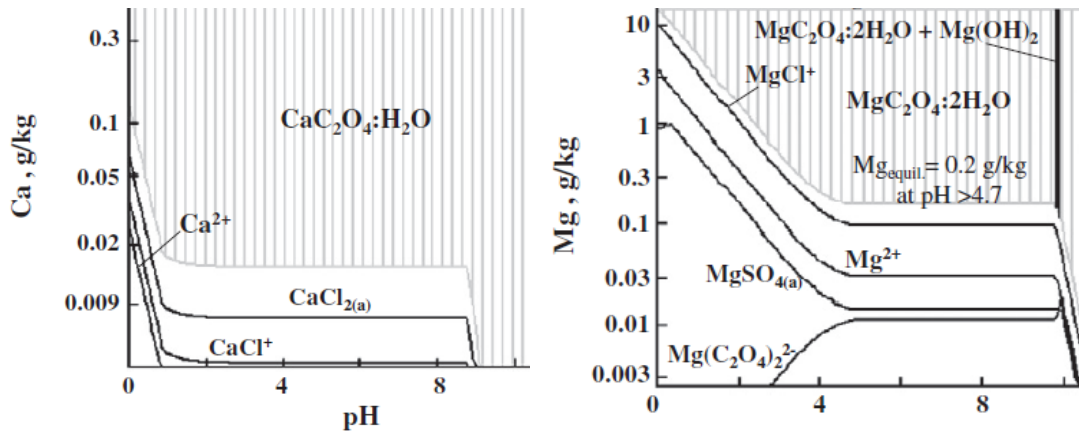 Ca , g/kg
0.3
0.1
0.05
0.02
0.009
CaC₂O₄:H₂O
Ca²⁺
CaCl₂₍ₐ₎
CaCl⁺
0 4 8
pH
Mg , g/kg
10
3
1
0.3
0.1
0.03
0.01
0.003
MgC₂O₄:2H₂O + Mg(OH)₂
MgCl⁺
MgC₂O₄:2H₂O
Mgₑqᵤᵢₗ.= 0.2 g/kg
at pH >4.7
Mg²⁺
MgSO₄₍ₐ₎
Mg(C₂O₄)₂²⁻
0 4 8